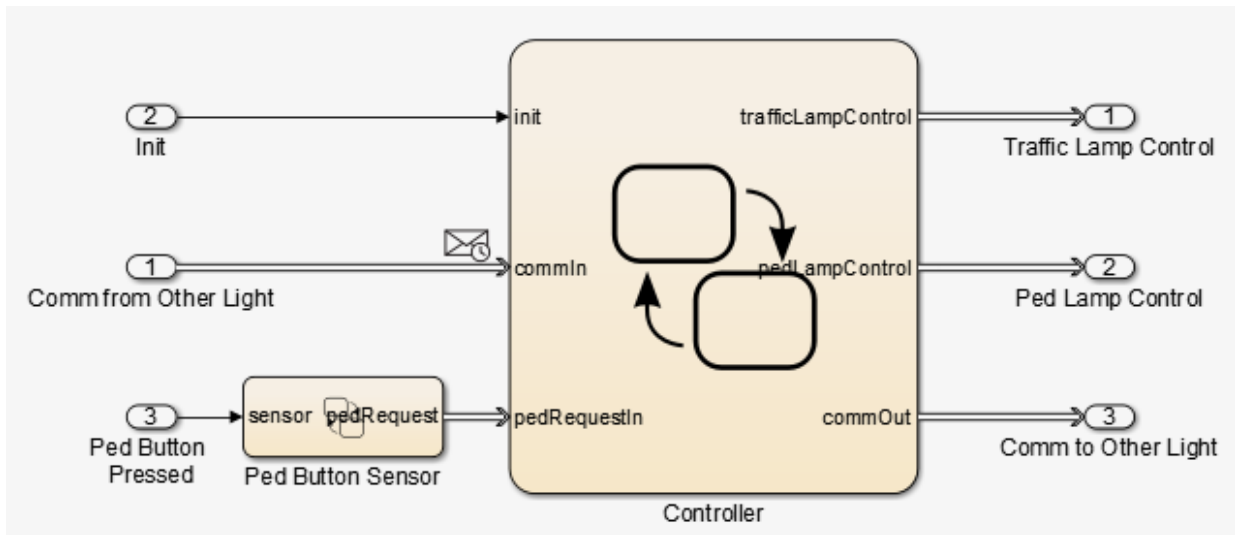 2
Init
init
trafficLampControl
1
Traffic Lamp Control
1
Comm from Other Light
commIn
pedLampControl
2
Ped Lamp Control
3
Ped Button
Pressed
sensor
pedRequest
Ped Button Sensor
pedRequestIn
commOut
3
Comm to Other Light
Controller